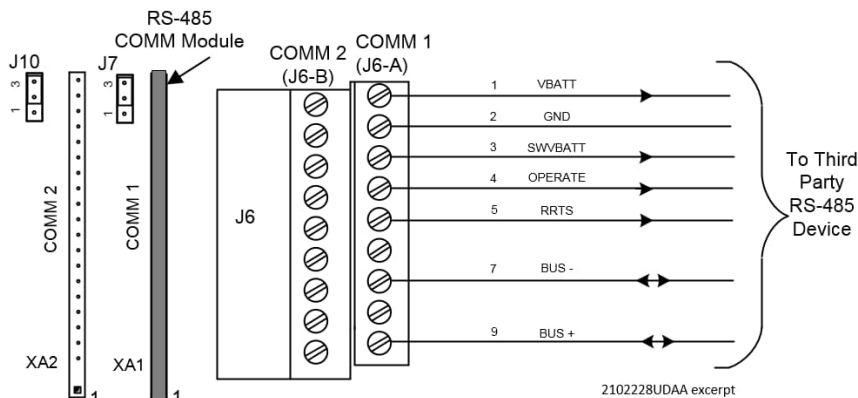 RS-485
COMM Module
J10
3
1
J7
3
1
COMM 2
(J6-B)
COMM 1
(J6-A)
COMM 2
COMM 1
J6
1 VBATT
2 GND
3 SWVBATT
4 OPERATE
5 RRTS
7 BUS -
9 BUS +
To Third
Party
RS-485
Device
XA2
1
XA1
1
2102228UDAA excerpt